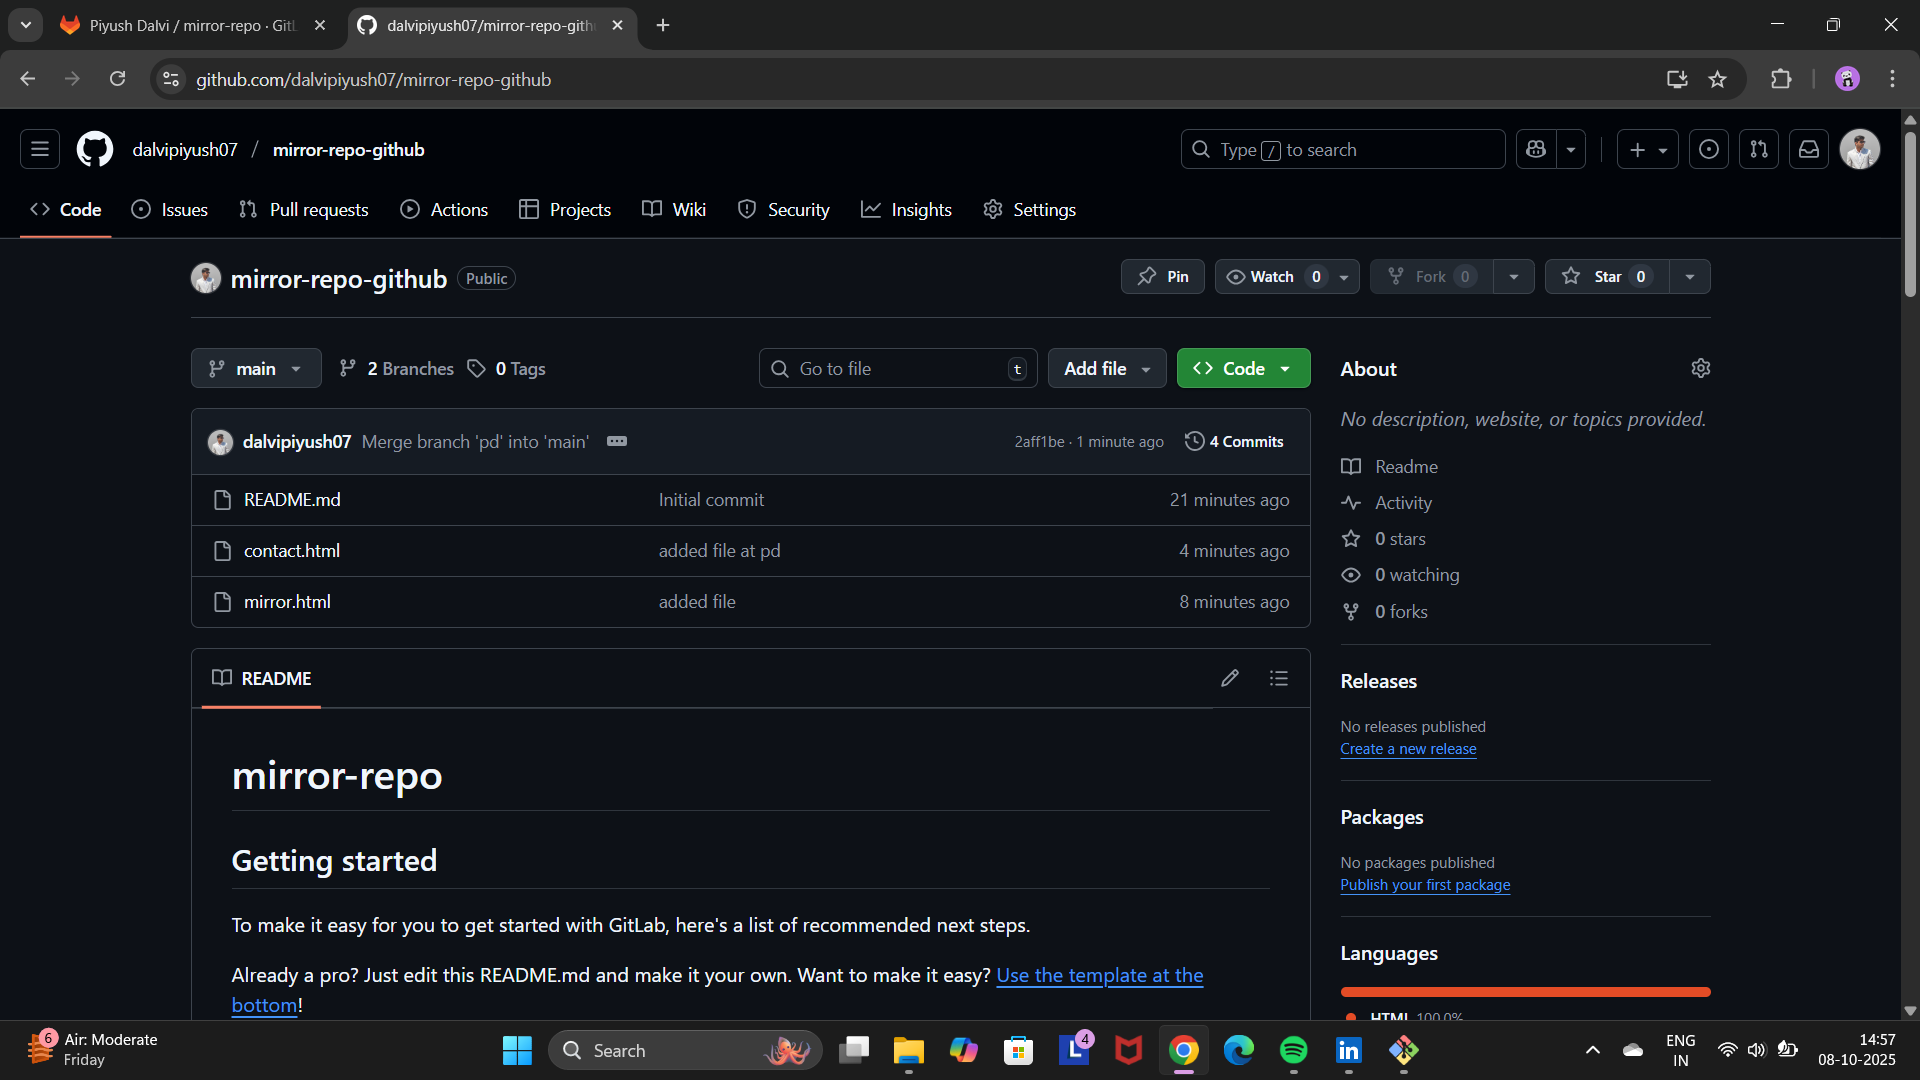 Piyush Dalvi / mirror-repo · GitL
dalvipiyush07/mirror-repo-gith
github.com/dalvipiyush07/mirror-repo-github
dalvipiyush07 / mirror-repo-github
Type / to search
Code Issues Pull requests Actions Projects Wiki Security Insights Settings
mirror-repo-github Public
Pin Watch 0 Fork 0 Star 0
main 2 Branches 0 Tags
Go to file t Add file Code
dalvipiyush07 Merge branch 'pd' into 'main' 2aff1be · 1 minute ago 4 Commits
README.md Initial commit 21 minutes ago
contact.html added file at pd 4 minutes ago
mirror.html added file 8 minutes ago
README
mirror-repo
Getting started
To make it easy for you to get started with GitLab, here's a list of recommended next steps.
Already a pro? Just edit this README.md and make it your own. Want to make it easy? Use the template at the
bottom!
About
No description, website, or topics provided.
Readme
Activity
0 stars
0 watching
0 forks
Releases
No releases published
Create a new release
Packages
No packages published
Publish your first package
Languages
HTML 100.0%
6
Air: Moderate
Friday
Search
L 4
in
ENG
IN
14:57
08-10-2025